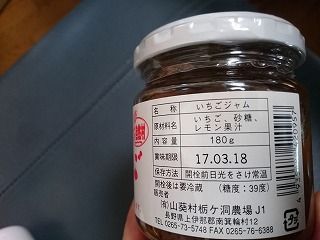 名称 いちごジャム
原材料名 いちご、砂糖、
レモン果汁
内容量 180g
賞味期限 17.03.18
保存方法 開栓前日光をさけ常温
開栓後は要冷蔵 (糖度:39度)
販売者
(有)山葵村栃ケ洞農場 J1
長野県上伊那郡南箕輪村12
TEL 0265-73-5748 FAX 0265-76-6388